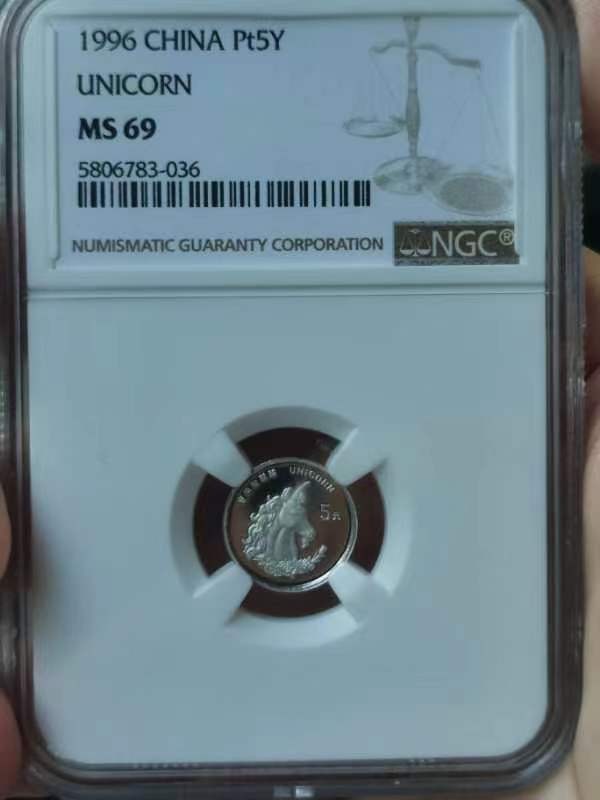 1996 CHINA Pt5Y
UNICORN
MS 69
5806783-036
NUMISMATIC GUARANTY CORPORATION
NGC®
UNICORN
5元